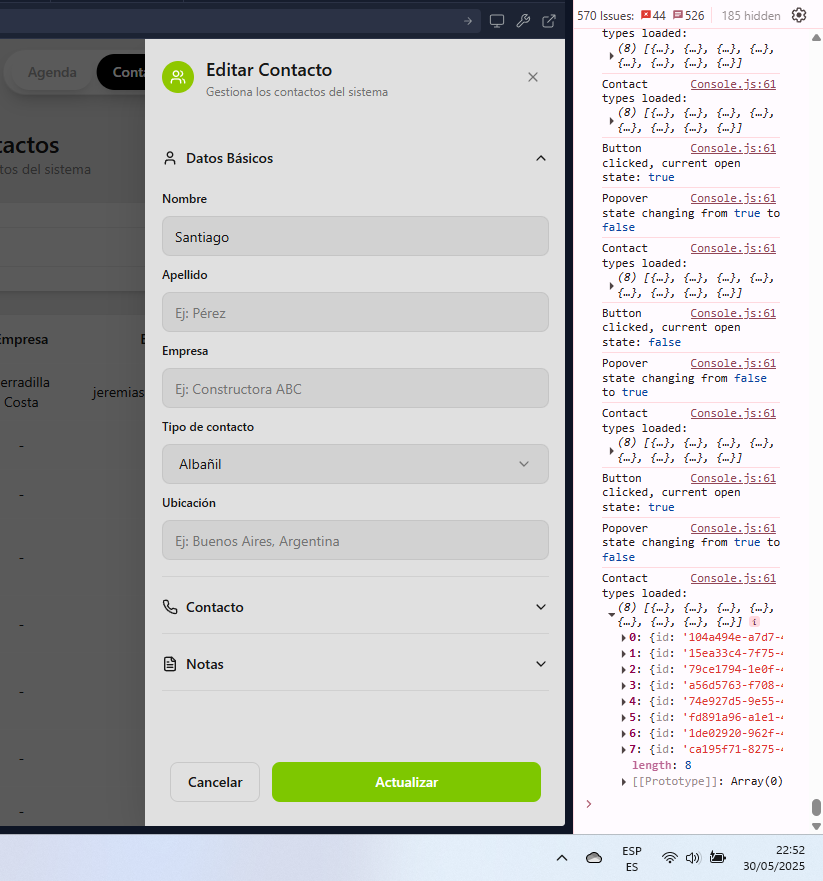 570 Issues: 44 526 185 hidden
Agenda
Conta
tactos
tos del sistema
Empresa
erradilla
Costa
jeremias
-
-
-
-
-
-
-
Editar Contacto
Gestiona los contactos del sistema
Datos Básicos
Nombre
Santiago
Apellido
Ej: Pérez
Empresa
Ej: Constructora ABC
Tipo de contacto
Albañil
Ubicación
Ej: Buenos Aires, Argentina
Contacto
Notas
Cancelar
Actualizar
types loaded:
(8) [{…}, {…}, {…}, {…},
{…}, {…}, {…}, {…}]
Contact Console.js:61
types loaded:
(8) [{…}, {…}, {…}, {…},
{…}, {…}, {…}, {…}]
Button Console.js:61
clicked, current open
state: true
Popover Console.js:61
state changing from true to
false
Contact Console.js:61
types loaded:
(8) [{…}, {…}, {…}, {…},
{…}, {…}, {…}, {…}]
Button Console.js:61
clicked, current open
state: false
Popover Console.js:61
state changing from false
to true
Contact Console.js:61
types loaded:
(8) [{…}, {…}, {…}, {…},
{…}, {…}, {…}, {…}]
Button Console.js:61
clicked, current open
state: true
Popover Console.js:61
state changing from true to
false
Contact Console.js:61
types loaded:
(8) [{…}, {…}, {…}, {…},
{…}, {…}, {…}, {…}] i
0: {id: '104a494e-a7d7-4
1: {id: '15ea33c4-7f75-4
2: {id: '79ce1794-1e0f-4
3: {id: 'a56d5763-f708-4
4: {id: '74e927d5-9e55-4
5: {id: 'fd891a96-a1e1-4
6: {id: '1de02920-962f-4
7: {id: 'ca195f71-8275-4
length: 8
[[Prototype]]: Array(0)
ESP
ES
22:52
30/05/2025